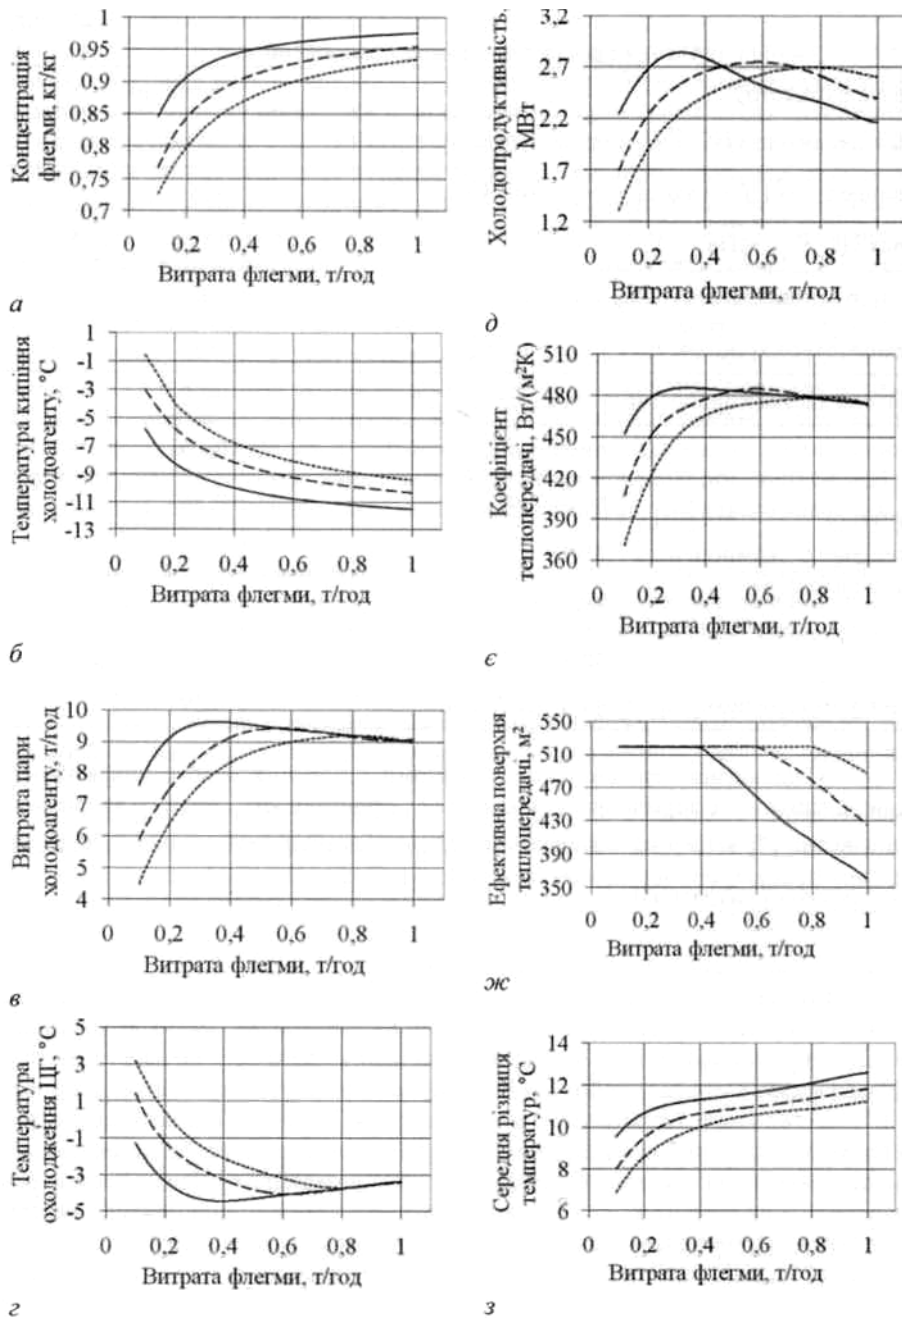 Концентрація
флегми, кг/кг
1
0,95
0,9
0,85
0,8
0,75
0,7
0 0,2 0,4 0,6 0,8 1
Витрата флегми, т/год
а
Холодопродуктивність,
МВт
3,2
2,7
2,2
1,7
1,2
0 0,2 0,4 0,6 0,8 1
Витрата флегми, т/год
д
Температура кипіння
холодоагенту, °С
1
-1
-3
-5
-7
-9
-11
-13
0 0,2 0,4 0,6 0,8 1
Витрата флегми, т/год
б
Коефіцієнт
теплопередачі, Вт/(м²К)
510
480
450
420
390
360
0 0,2 0,4 0,6 0,8 1
Витрата флегми, т/год
є
Витрата пари
холодоагенту, т/год
10
9
8
7
6
5
4
0 0,2 0,4 0,6 0,8 1
Витрата флегми, т/год
в
Ефективна поверхня
теплопередачі, м²
550
510
470
430
390
350
0 0,2 0,4 0,6 0,8 1
Витрата флегми, т/год
ж
Температура
охолодження ЦГ, °С
5
3
1
-1
-3
-5
0 0,2 0,4 0,6 0,8 1
Витрата флегми, т/год
г
Середня різниця
температур, °С
14
12
10
8
6
0 0,2 0,4 0,6 0,8 1
Витрата флегми, т/год
з